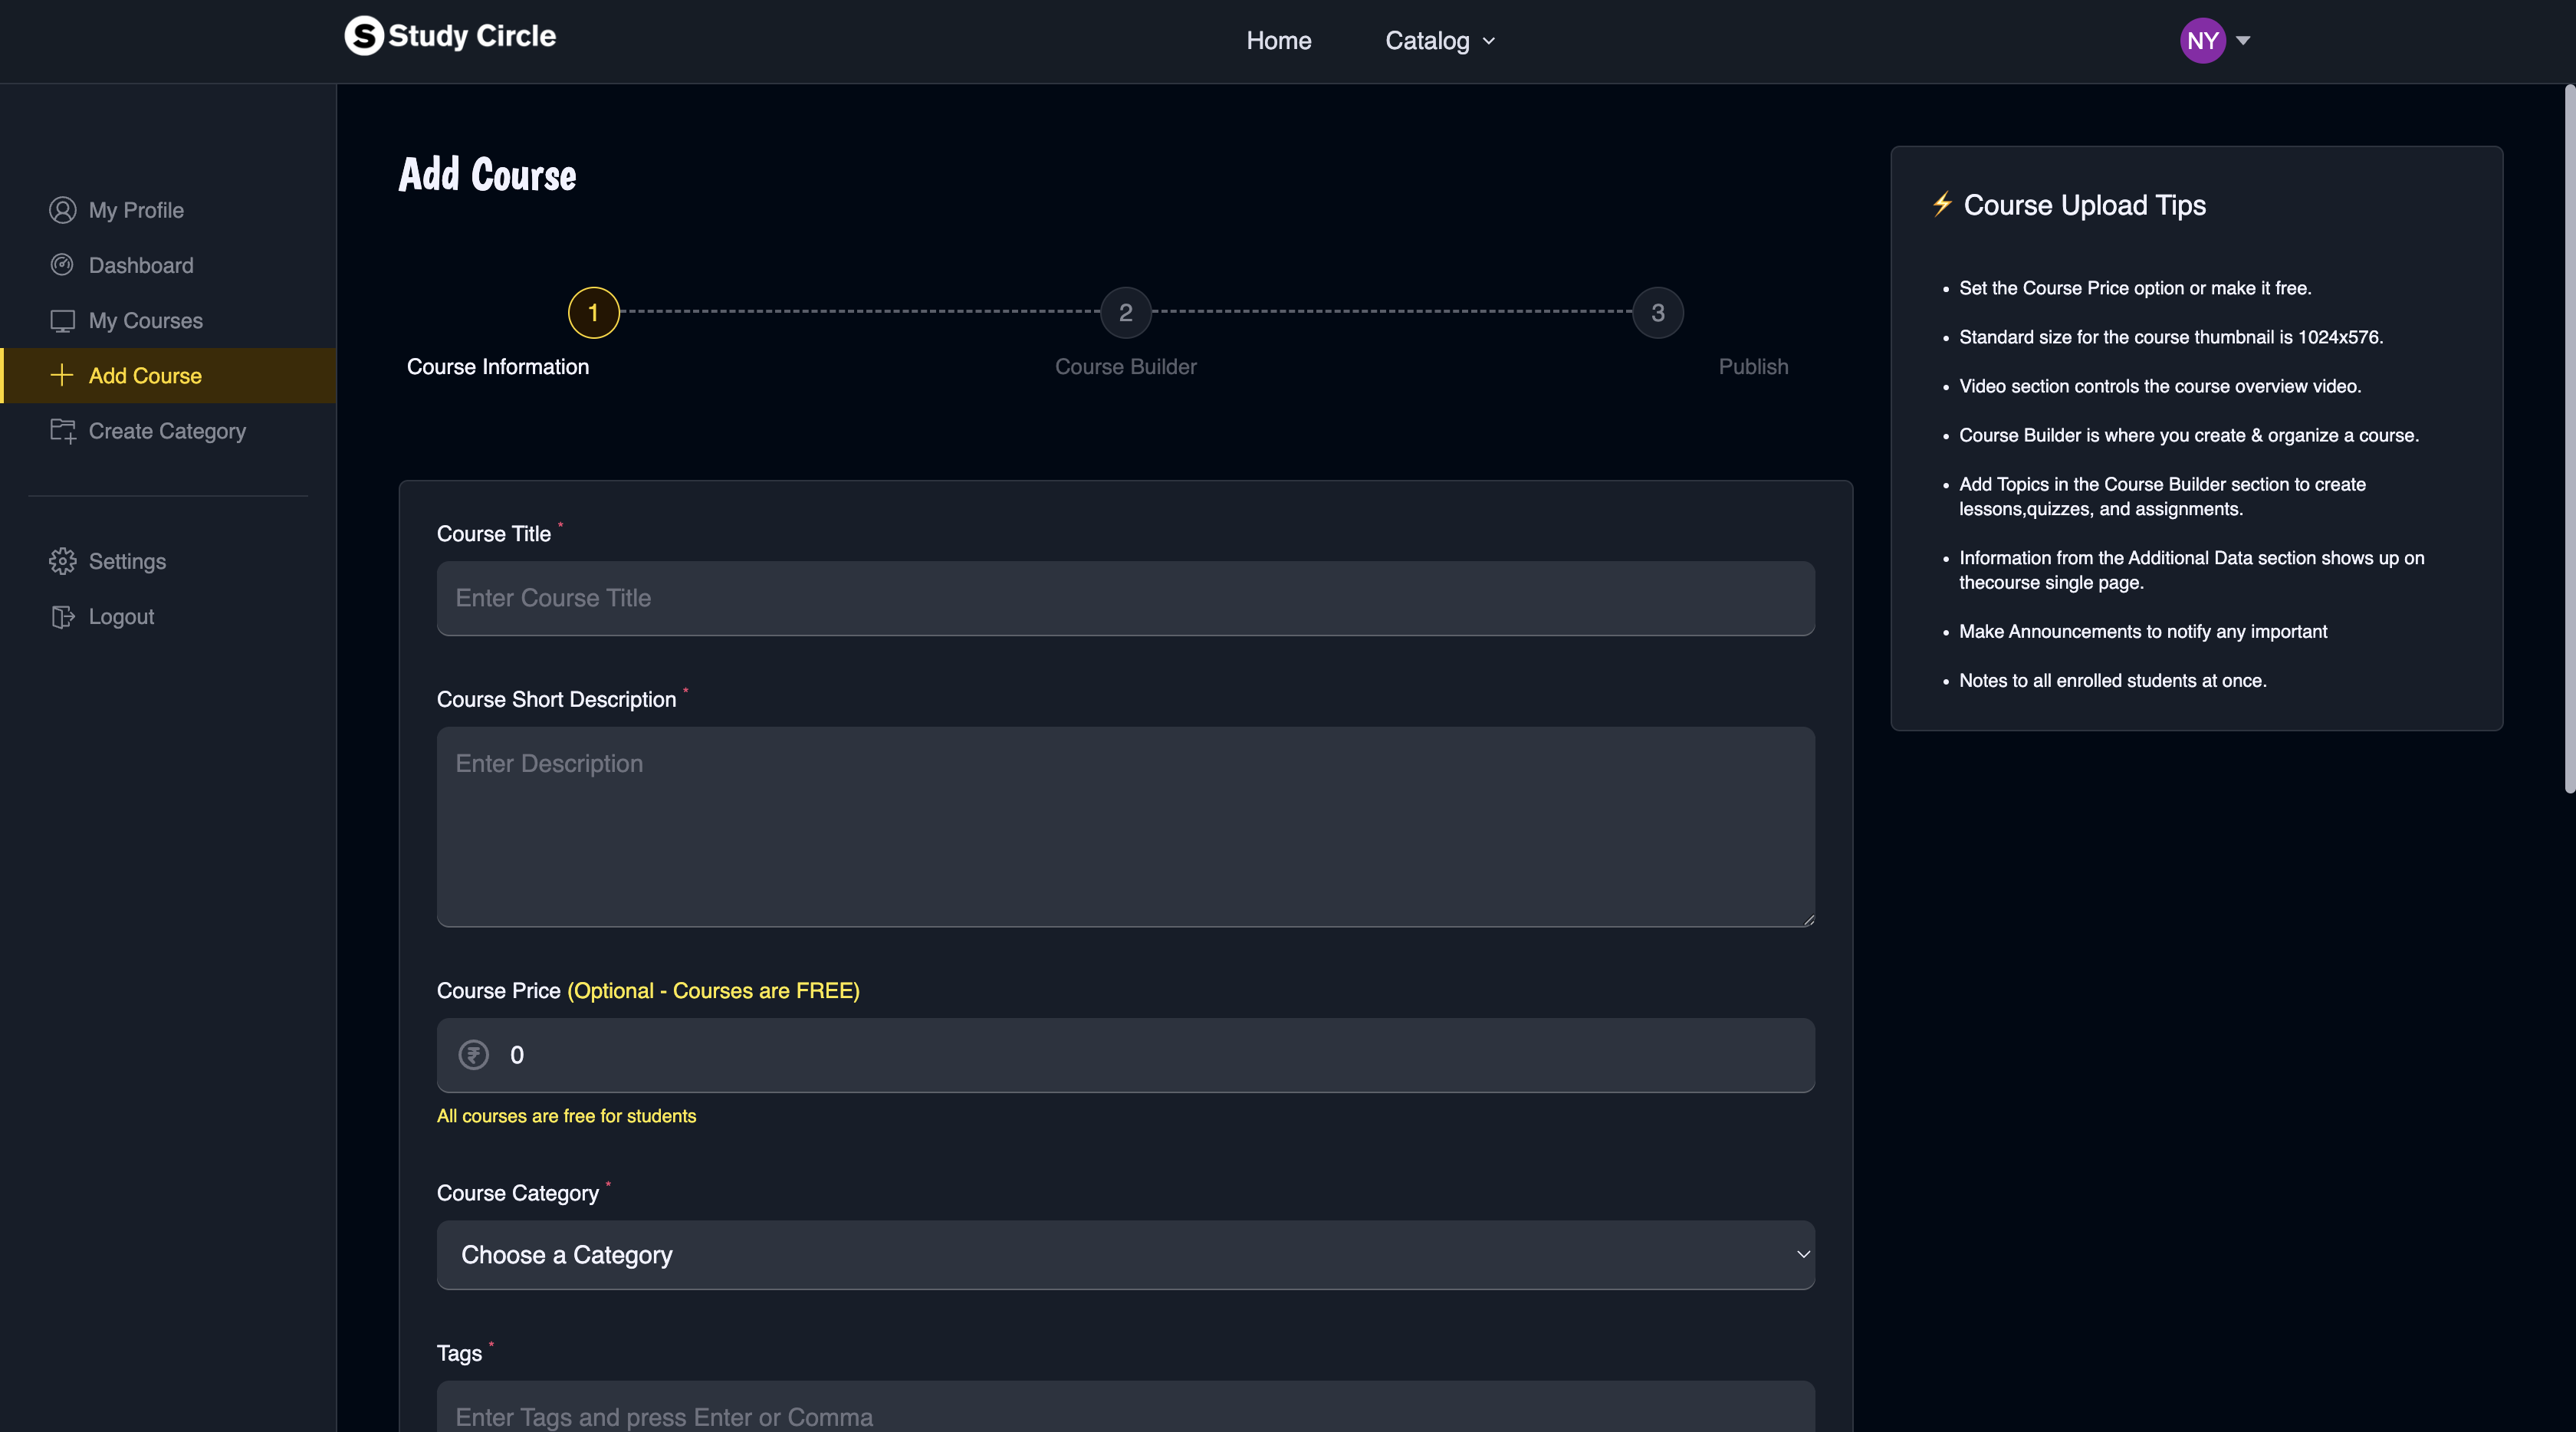 Study Circle
Home
Catalog
NY
My Profile
Dashboard
My Courses
Add Course
Create Category
Settings
Logout
Add Course
1
2
3
Course Information
Course Builder
Publish
Course Title *
Enter Course Title
Course Short Description *
Enter Description
Course Price (Optional - Courses are FREE)
₹ 0
All courses are free for students
Course Category *
Choose a Category
Tags *
Enter Tags and press Enter or Comma
⚡ Course Upload Tips
• Set the Course Price option or make it free.
• Standard size for the course thumbnail is 1024x576.
• Video section controls the course overview video.
• Course Builder is where you create & organize a course.
• Add Topics in the Course Builder section to create
lessons,quizzes, and assignments.
• Information from the Additional Data section shows up on
thecourse single page.
• Make Announcements to notify any important
• Notes to all enrolled students at once.